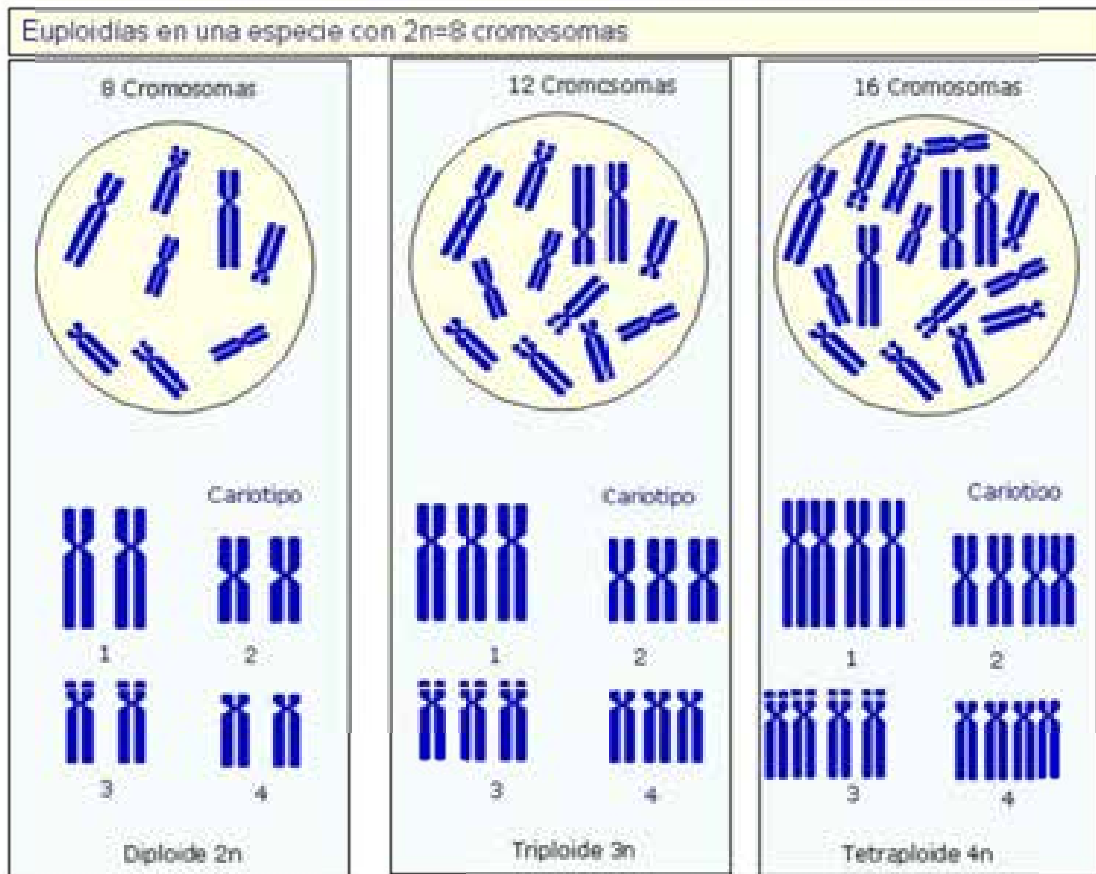 Euploidías en una especie con 2n=8 cromosomas
8 Cromosomas
Cariotipo
1
2
3
4
Diploide 2n
12 Cromosomas
Cariotipo
1
2
3
4
Triploide 3n
16 Cromosomas
Cariotipo
1
2
3
4
Tetraploide 4n